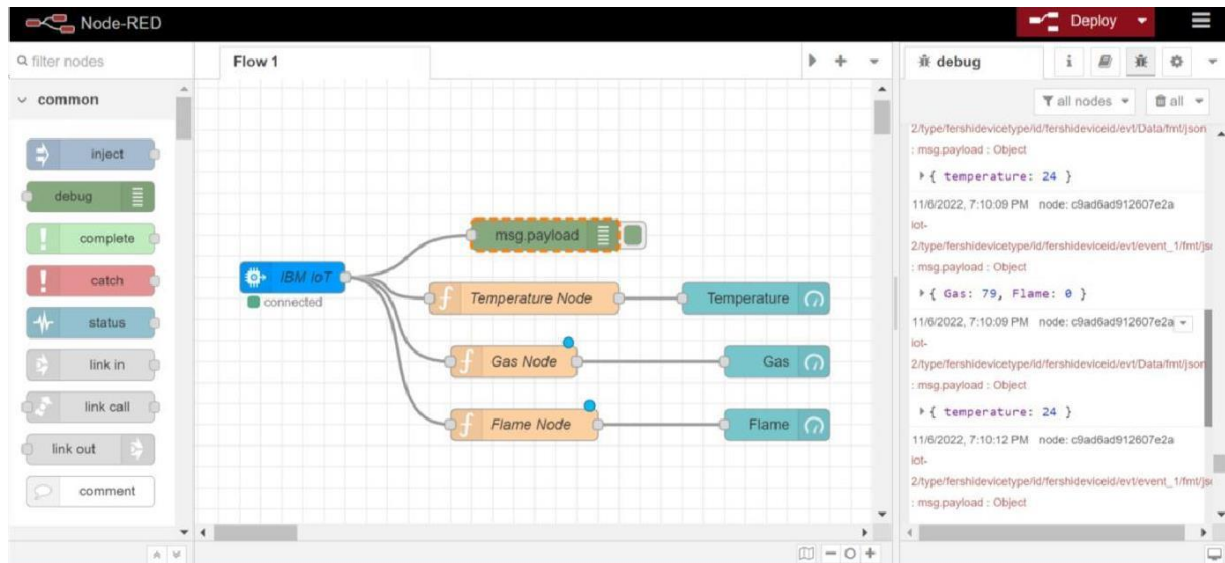 Node-RED
Deploy
filter nodes
common
inject
debug
complete
catch
status
link in
link call
link out
comment
Flow 1
IBM IoT
connected
msg.payload
Temperature Node
Temperature
Gas Node
Gas
Flame Node
Flame
debug
i
all nodes
all
2/type/fershidevicetype/id/fershideviceid/evt/Data/fmt/json
: msg.payload : Object
{ temperature: 24 }
11/6/2022, 7:10:09 PM node: c9ad6ad912607e2a
iot-
2/type/fershidevicetype/id/fershideviceid/evt/event_1/fmt/js
: msg.payload : Object
{ Gas: 79, Flame: 0 }
11/6/2022, 7:10:09 PM node: c9ad6ad912607e2a
iot-
2/type/fershidevicetype/id/fershideviceid/evt/Data/fmt/json
: msg.payload : Object
{ temperature: 24 }
11/6/2022, 7:10:12 PM node: c9ad6ad912607e2a
iot-
2/type/fershidevicetype/id/fershideviceid/evt/event_1/fmt/js
: msg.payload : Object